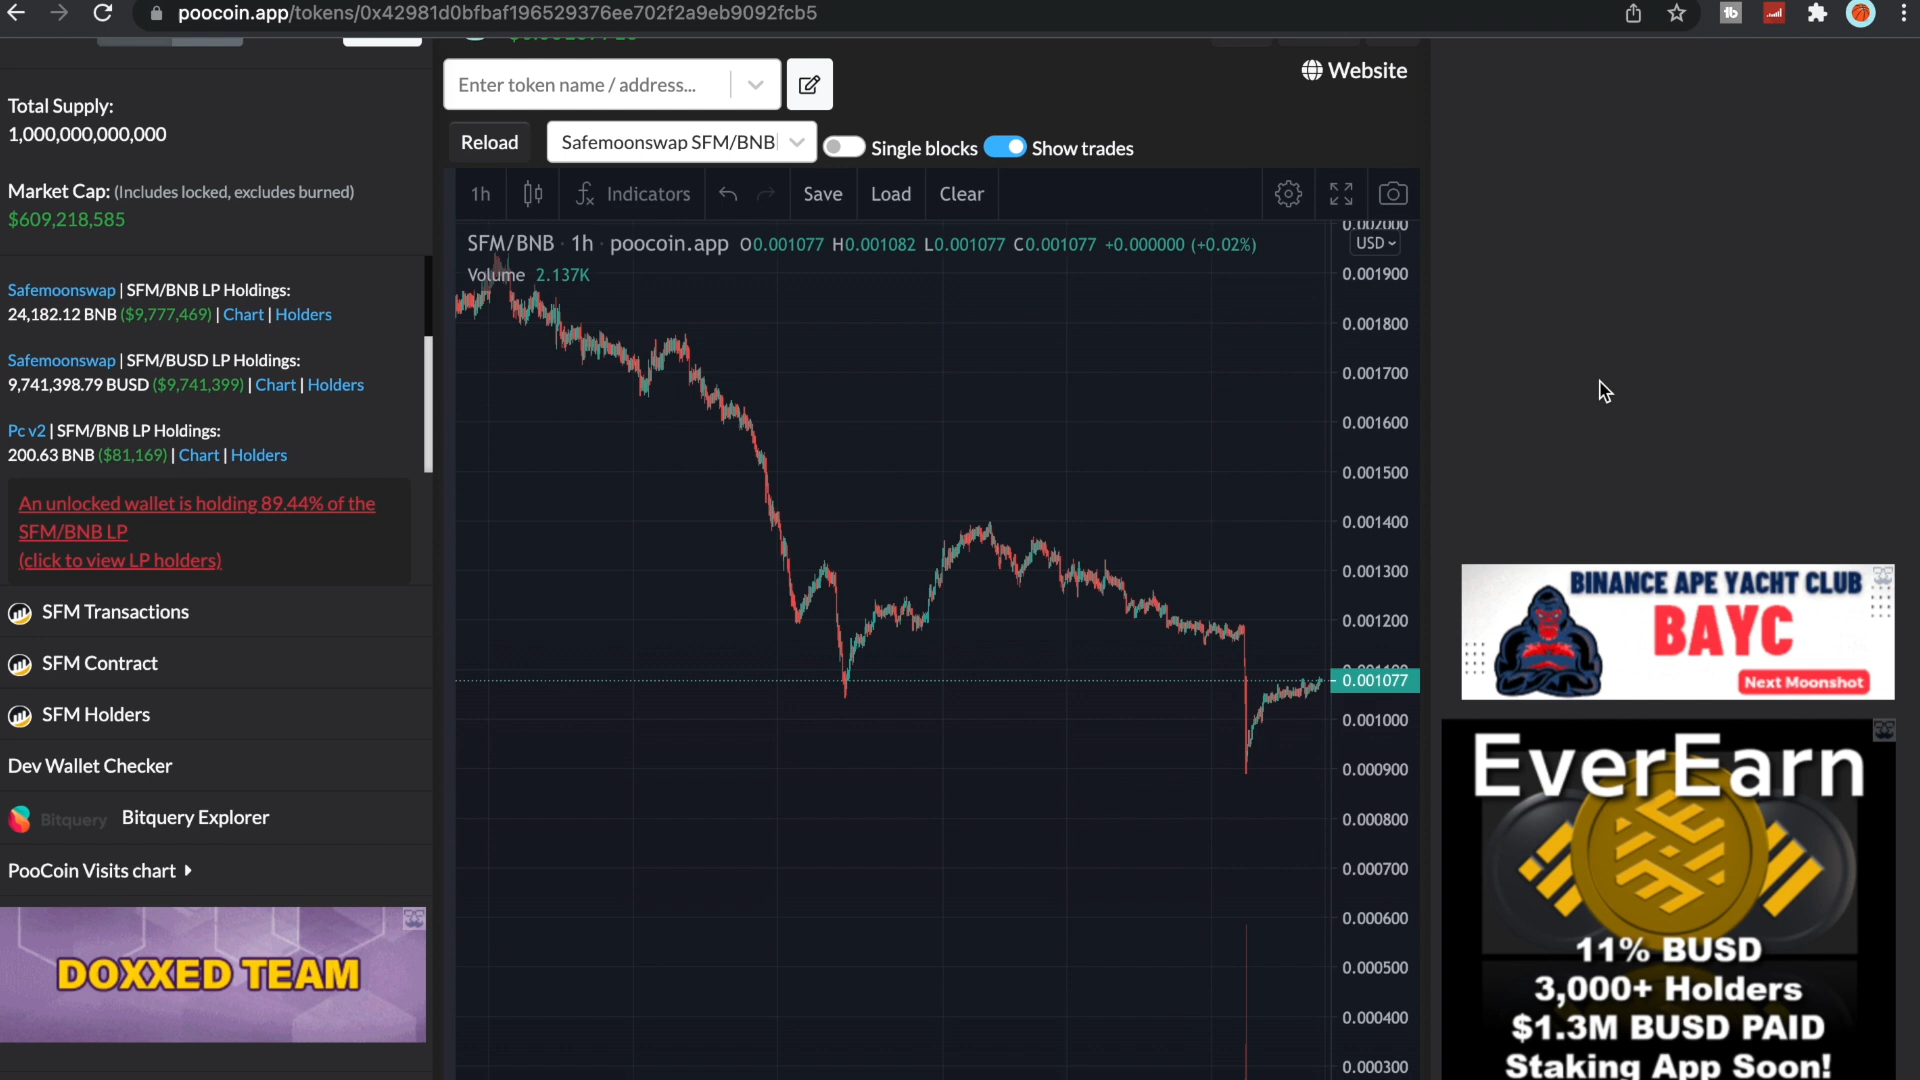 poocoin.app/tokens/0x42981d0bfbaf196529376ee702f2a9eb9092fcb5
Total Supply:
1,000,000,000,000
Market Cap: (Includes locked, excludes burned)
$609,218,585
Safemoonswap | SFM/BNB LP Holdings:
24,182.12 BNB ($9,777,469) | Chart | Holders
Safemoonswap | SFM/BUSD LP Holdings:
9,741,398.79 BUSD ($9,741,399) | Chart | Holders
Pc v2 | SFM/BNB LP Holdings:
200.63 BNB ($81,169) | Chart | Holders
An unlocked wallet is holding 89.44% of the
SFM/BNB LP
(click to view LP holders)
SFM Transactions
SFM Contract
SFM Holders
Dev Wallet Checker
Bitquery Bitquery Explorer
PooCoin Visits chart
DOXXED TEAM
Enter token name / address...
Website
Reload
Safemoonswap SFM/BNB
Single blocks
Show trades
1h
Indicators
Save
Load
Clear
SFM/BNB · 1h · poocoin.app O0.001077 H0.001082 L0.001077 C0.001077 +0.000000 (+0.02%)
Volume 2.137K
0.002000
USD
0.001900
0.001800
0.001700
0.001600
0.001500
0.001400
0.001300
0.001200
0.001100
0.001077
0.001000
0.000900
0.000800
0.000700
0.000600
0.000500
0.000400
0.000300
BINANCE APE YACHT CLUB
BAYC
Next Moonshot
EverEarn
11% BUSD
3,000+ Holders
$1.3M BUSD PAID
Staking App Soon!